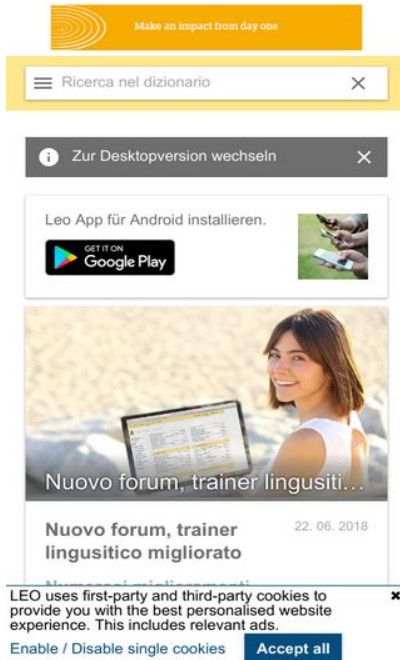 Make an impact from day one
Ricerca nel dizionario
Zur Desktopversion wechseln
Leo App für Android installieren.
GET IT ON
Google Play
Nuovo forum, trainer lingusiti...
Nuovo forum, trainer
22. 06. 2018
lingusitico migliorato
Numerosi miglioramenti
LEO uses first-party and third-party cookies to
provide you with the best personalised website
experience. This includes relevant ads.
Enable / Disable single cookies
Accept all